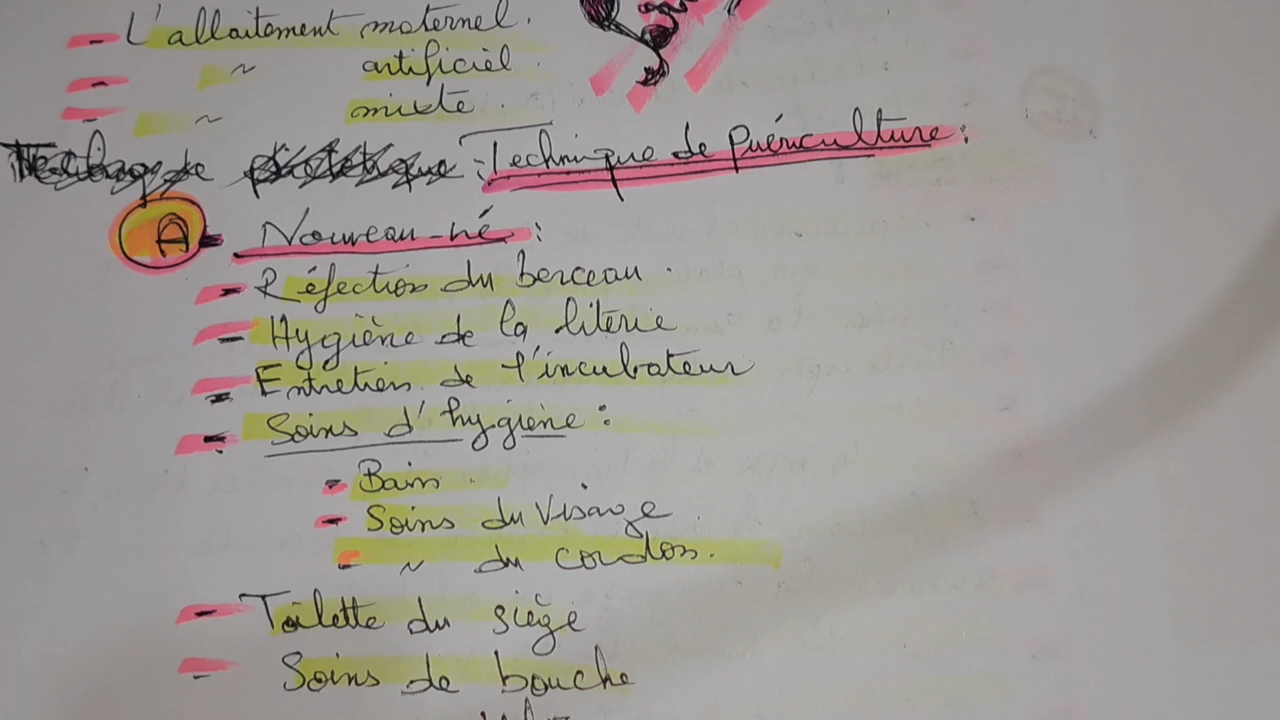 - L'allaitement maternel.
- ~ artificiel.
- ~ mixte.
: Technique de Puériculture :
A - Nouveau-né :
- Réfection du berceau.
- Hygiène de la literie
- Entretien de l'incubateur
- Soins d'hygiène :
- Bain.
- Soins du visage.
- ~ du cordon.
- Toilette du siège
- Soins de bouche